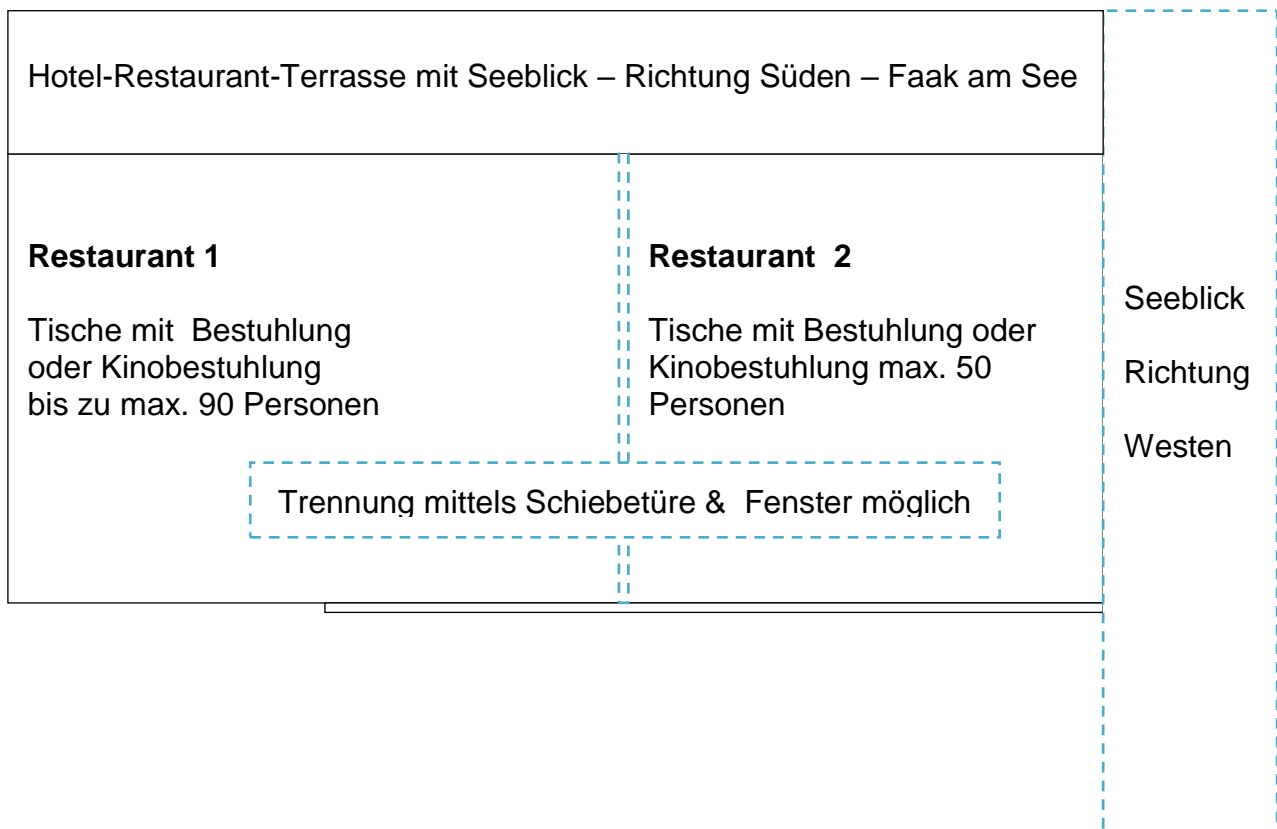 Hotel-Restaurant-Terrasse mit Seeblick – Richtung Süden – Faak am See
Restaurant 1
Tische mit  Bestuhlung
oder Kinobestuhlung
bis zu max. 90 Personen
Restaurant  2
Tische mit Bestuhlung oder
Kinobestuhlung max. 50
Personen
Trennung mittels Schiebetüre &  Fenster möglich
Seeblick
Richtung
Westen